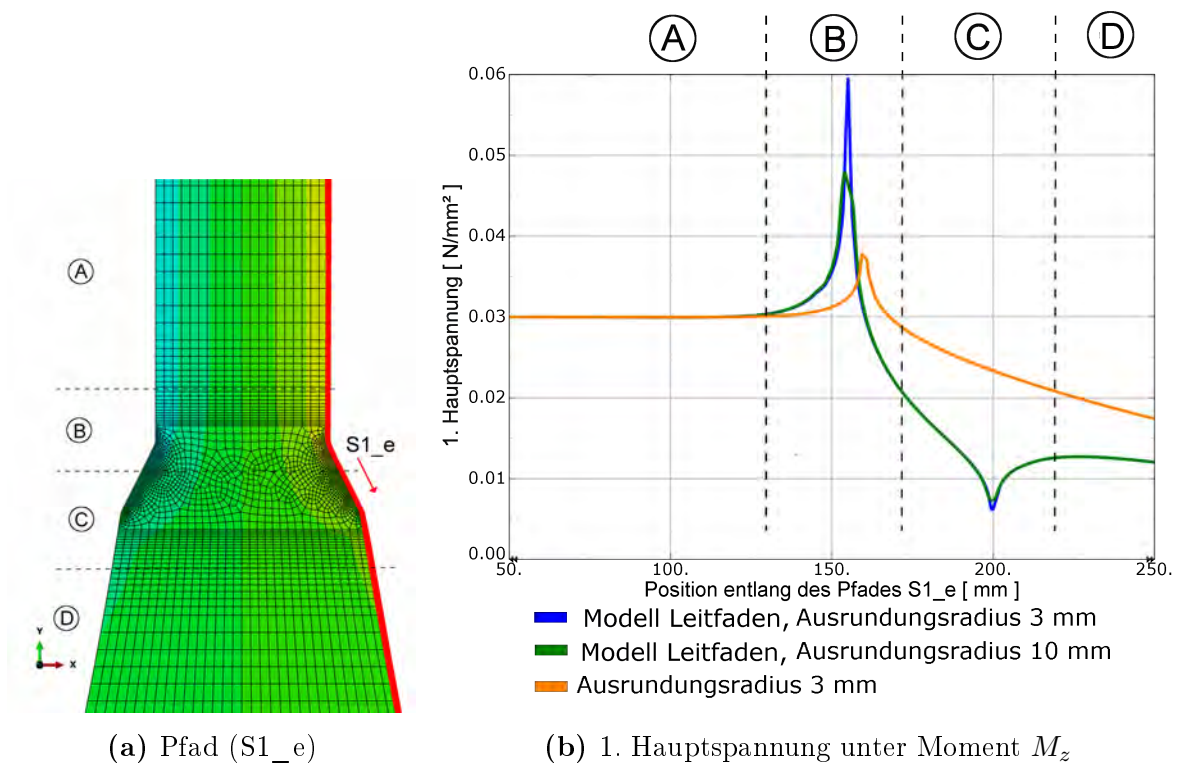 A
B
C
D
S1_e
Y
X
(a) Pfad (S1_e)
A
B
C
D
1. Hauptspannung [ N/mm² ]
0.06
0.05
0.04
0.03
0.02
0.01
0.00
50.
100.
150.
200.
250.
Position entlang des Pfades S1_e [ mm ]
Modell Leitfaden, Ausrundungsradius 3 mm
Modell Leitfaden, Ausrundungsradius 10 mm
Ausrundungsradius 3 mm
(b) 1. Hauptspannung unter Moment Mz